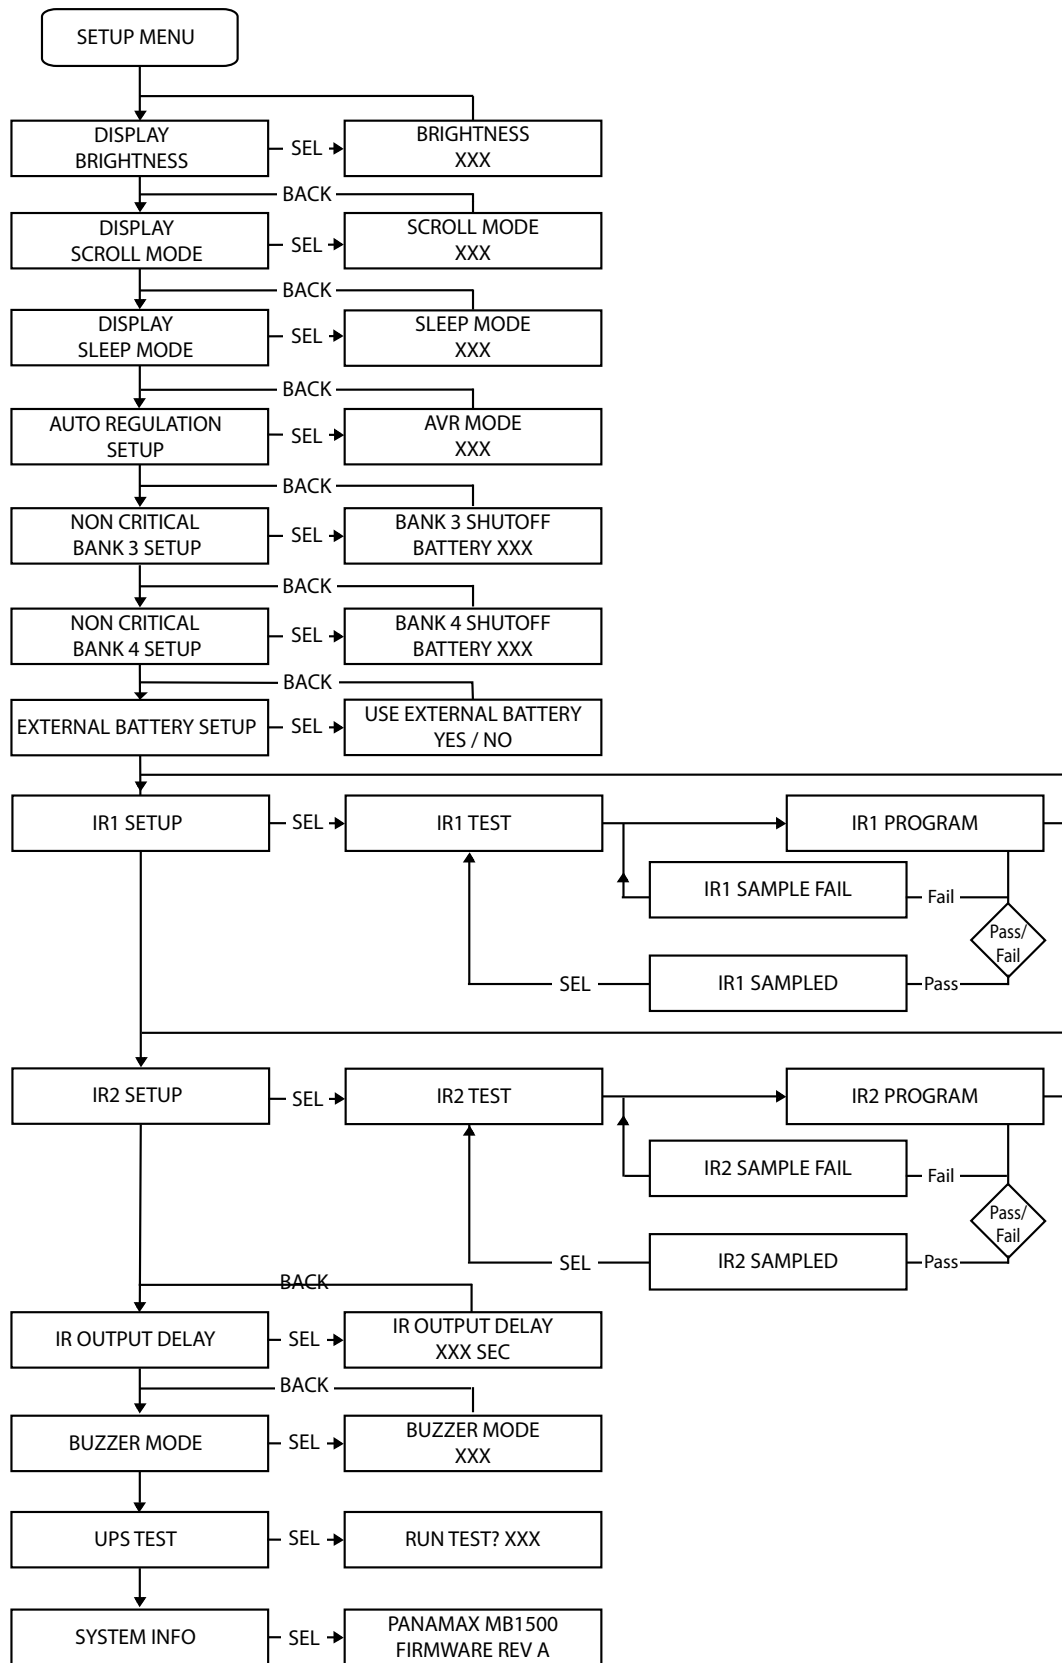 SETUP MENU
DISPLAY
BRIGHTNESS
SEL
BRIGHTNESS
XXX
BACK
DISPLAY
SCROLL MODE
SEL
SCROLL MODE
XXX
BACK
DISPLAY
SLEEP MODE
SEL
SLEEP MODE
XXX
BACK
AUTO REGULATION
SETUP
SEL
AVR MODE
XXX
BACK
NON CRITICAL
BANK 3 SETUP
SEL
BANK 3 SHUTOFF
BATTERY XXX
BACK
NON CRITICAL
BANK 4 SETUP
SEL
BANK 4 SHUTOFF
BATTERY XXX
BACK
EXTERNAL BATTERY SETUP
SEL
USE EXTERNAL BATTERY
YES / NO
IR1 SETUP
SEL
IR1 TEST
IR1 PROGRAM
IR1 SAMPLE FAIL
Fail
Pass/
Fail
SEL
IR1 SAMPLED
Pass
IR2 SETUP
SEL
IR2 TEST
IR2 PROGRAM
IR2 SAMPLE FAIL
Fail
Pass/
Fail
SEL
IR2 SAMPLED
Pass
BACK
IR OUTPUT DELAY
SEL
IR OUTPUT DELAY
XXX SEC
BACK
BUZZER MODE
SEL
BUZZER MODE
XXX
UPS TEST
SEL
RUN TEST? XXX
SYSTEM INFO
SEL
PANAMAX MB1500
FIRMWARE REV A